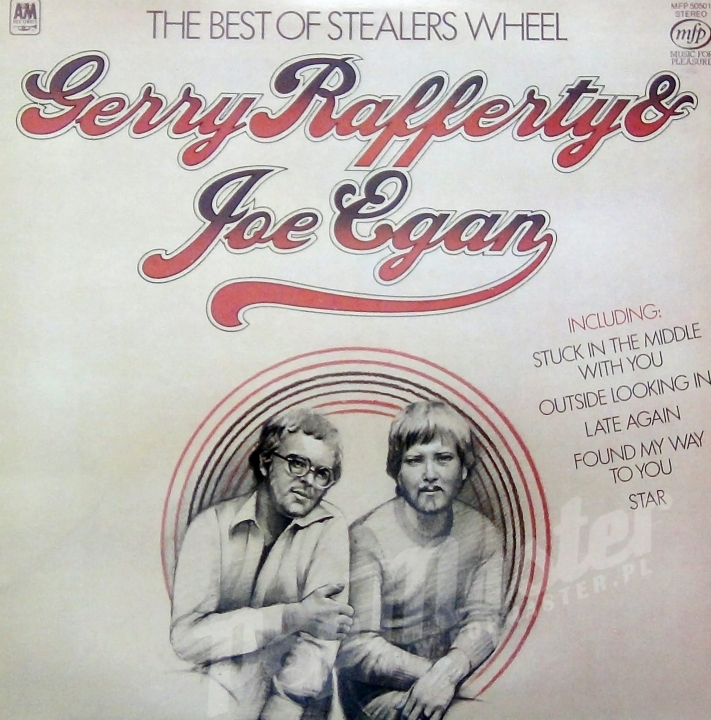 A&M
RECORDS
THE BEST OF STEALERS WHEEL
MFP 50501
STEREO
mfp
MUSIC FOR
PLEASURE
Gerry Rafferty &
Joe Egan
INCLUDING:
STUCK IN THE MIDDLE
WITH YOU
OUTSIDE LOOKING IN
LATE AGAIN
FOUND MY WAY
TO YOU
STAR